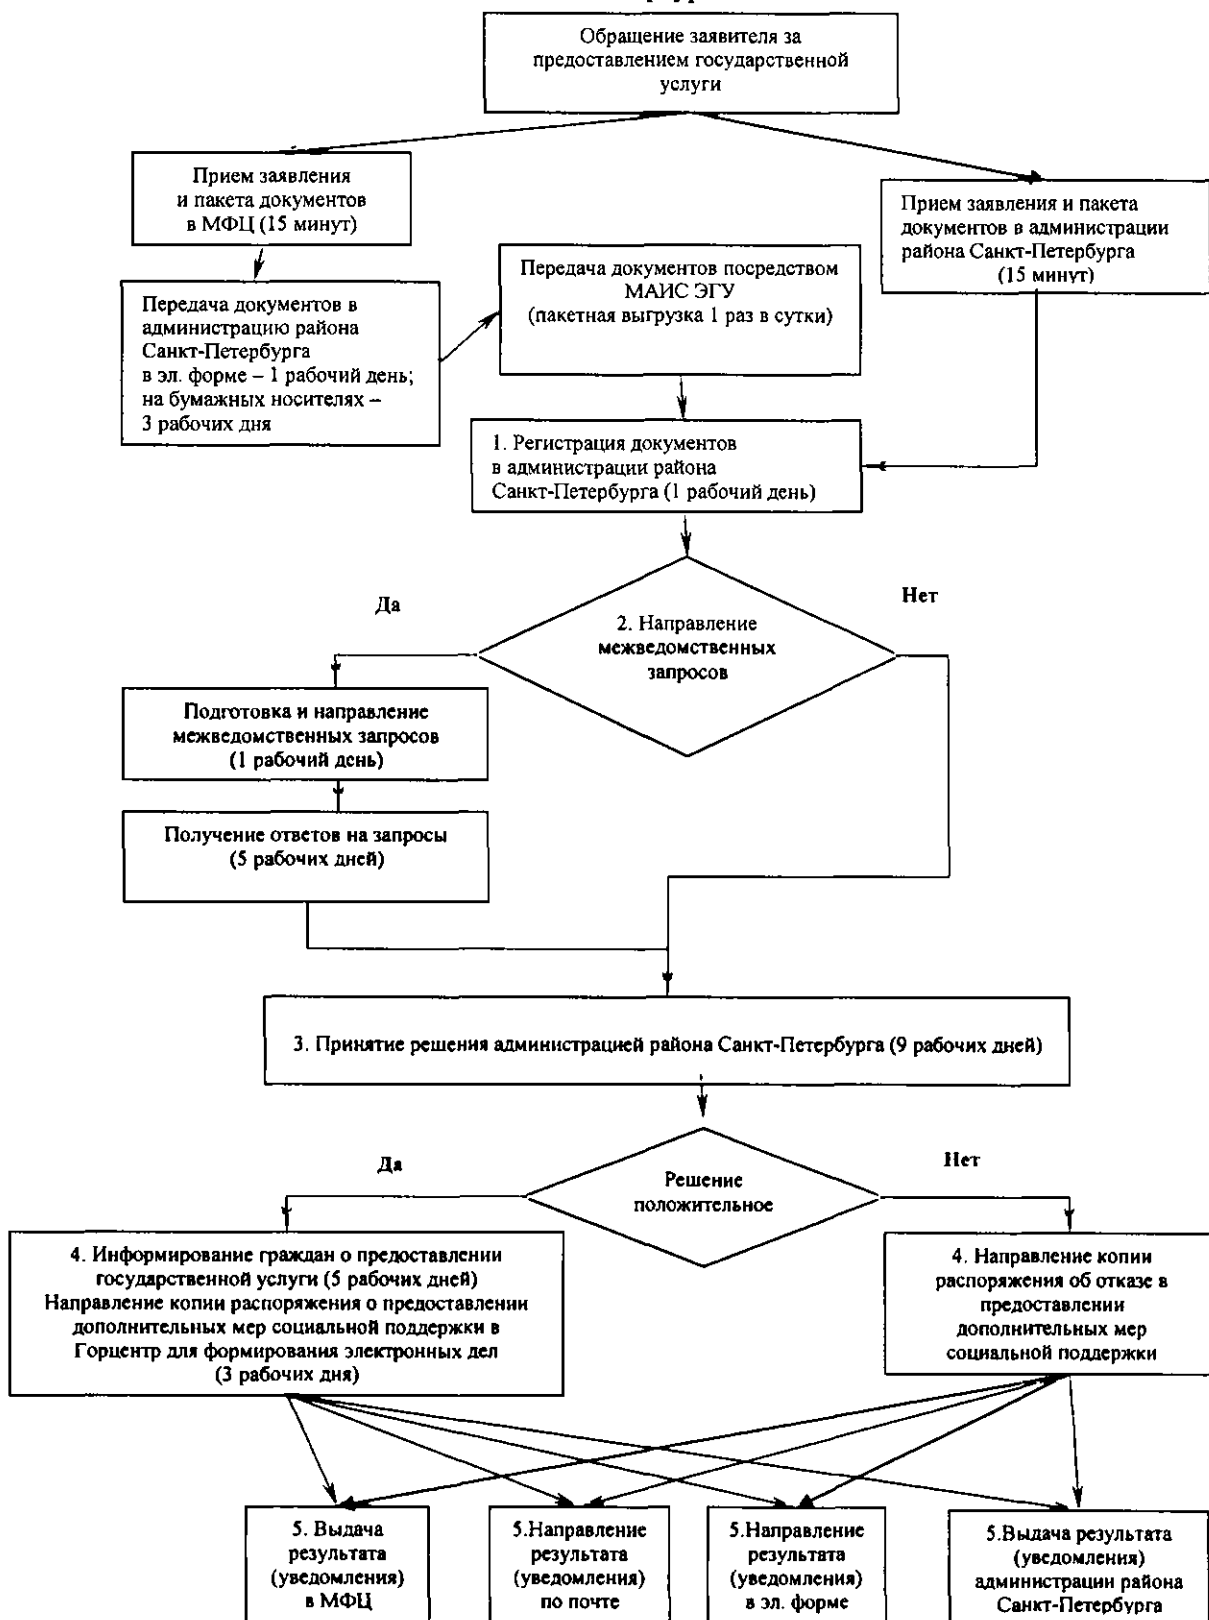 Обращение заявителя за
предоставлением государственной
услуги
Прием заявления
и пакета документов
в МФЦ (15 минут)
Прием заявления и пакета
документов в администрации
района Санкт-Петербурга
(15 минут)
Передача документов посредством
МАИС ЭГУ
(пакетная выгрузка 1 раз в сутки)
Передача документов в
администрацию района
Санкт-Петербурга
в эл. форме – 1 рабочий день;
на бумажных носителях –
3 рабочих дня
1. Регистрация документов
в администрации района
Санкт-Петербурга (1 рабочий день)
Да
Нет
2. Направление
межведомственных
запросов
Подготовка и направление
межведомственных запросов
(1 рабочий день)
Получение ответов на запросы
(5 рабочих дней)
3. Принятие решения администрацией района Санкт-Петербурга (9 рабочих дней)
Да
Нет
Решение
положительное
4. Информирование граждан о предоставлении
государственной услуги (5 рабочих дней)
Направление копии распоряжения о предоставлении
дополнительных мер социальной поддержки в
Горцентр для формирования электронных дел
(3 рабочих дня)
4. Направление копии
распоряжения об отказе в
предоставлении
дополнительных мер
социальной поддержки
5. Выдача
результата
(уведомления)
в МФЦ
5.Направление
результата
(уведомления)
по почте
5.Направление
результата
(уведомления)
в эл. форме
5.Выдача результата
(уведомления)
администрации района
Санкт-Петербурга